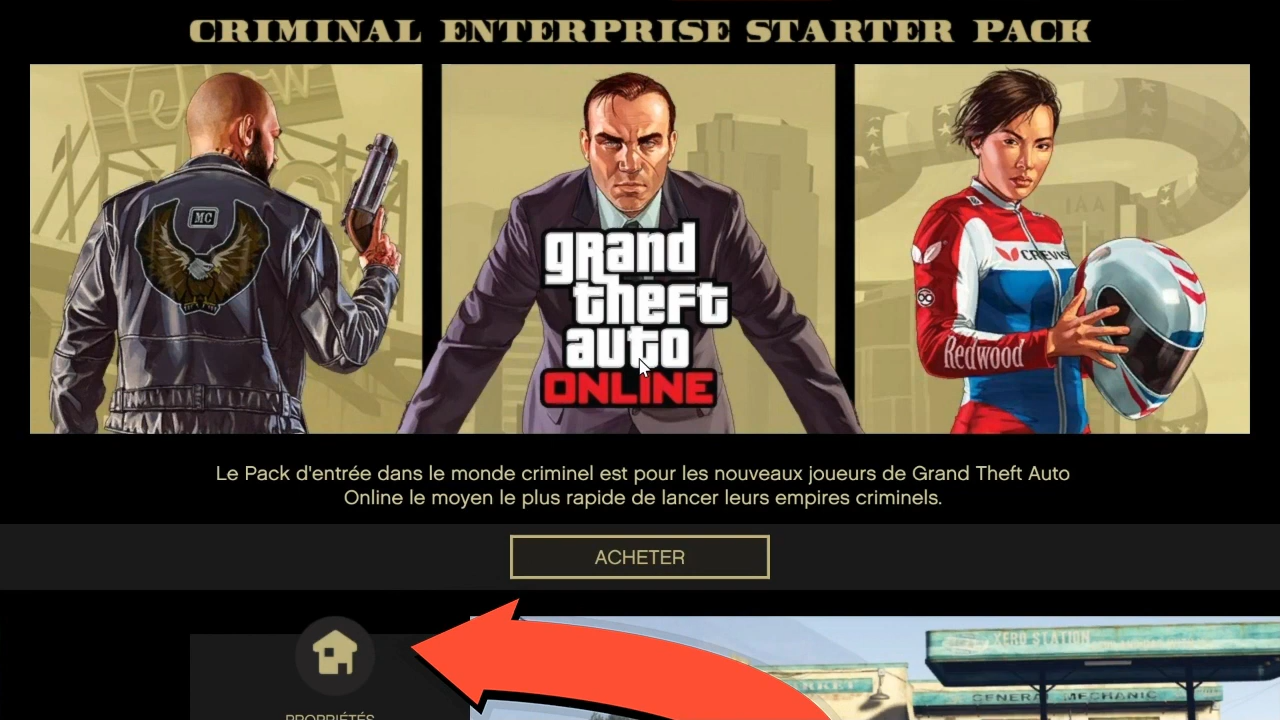 CRIMINAL ENTERPRISE STARTER PACK
Yellow
MC
grand
theft
auto
ONLINE
IAA
CREVIS
Redwood
Le Pack d'entrée dans le monde criminel est pour les nouveaux joueurs de Grand Theft Auto
Online le moyen le plus rapide de lancer leurs empires criminels.
ACHETER
XERO STATION
MARKET
GENERAL MECHANIC
PROPRIÉTÉS